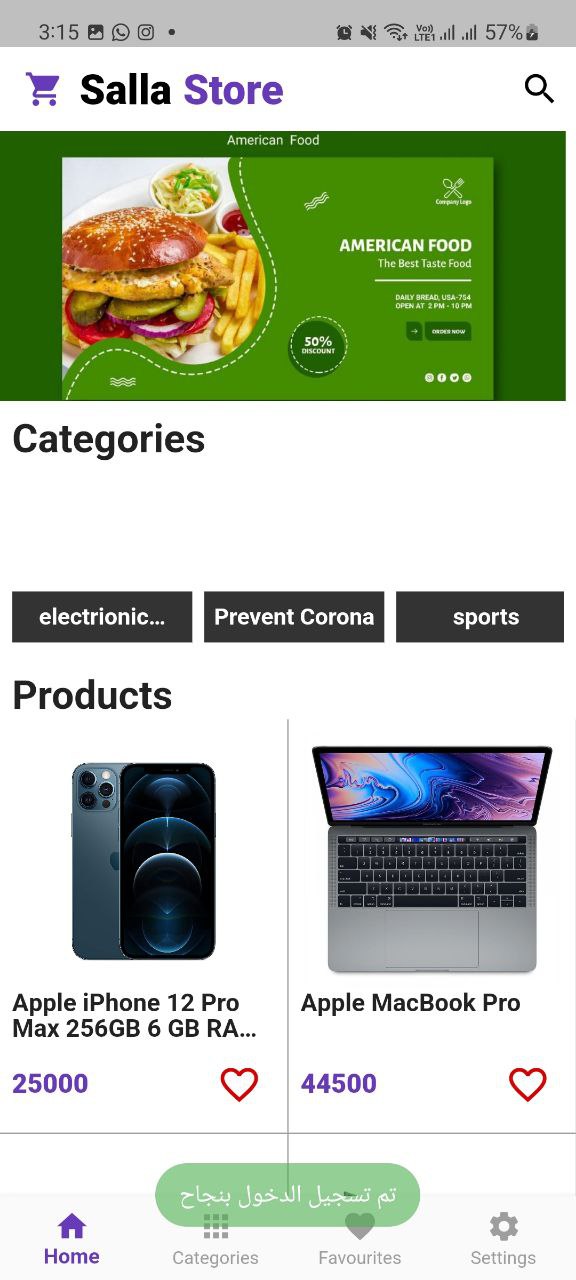 3:15
Vo)) LTE1 57%
Salla Store
American Food
Company Logo
AMERICAN FOOD
The Best Taste Food
DAILY BREAD, USA-754
OPEN AT 2 PM - 10 PM
ORDER NOW
50%
DISCOUNT
Categories
electrionic...
Prevent Corona
sports
Products
Apple iPhone 12 Pro
Max 256GB 6 GB RA...
25000
Apple MacBook Pro
44500
تم تسجيل الدخول بنجاح
Home
Categories
Favourites
Settings